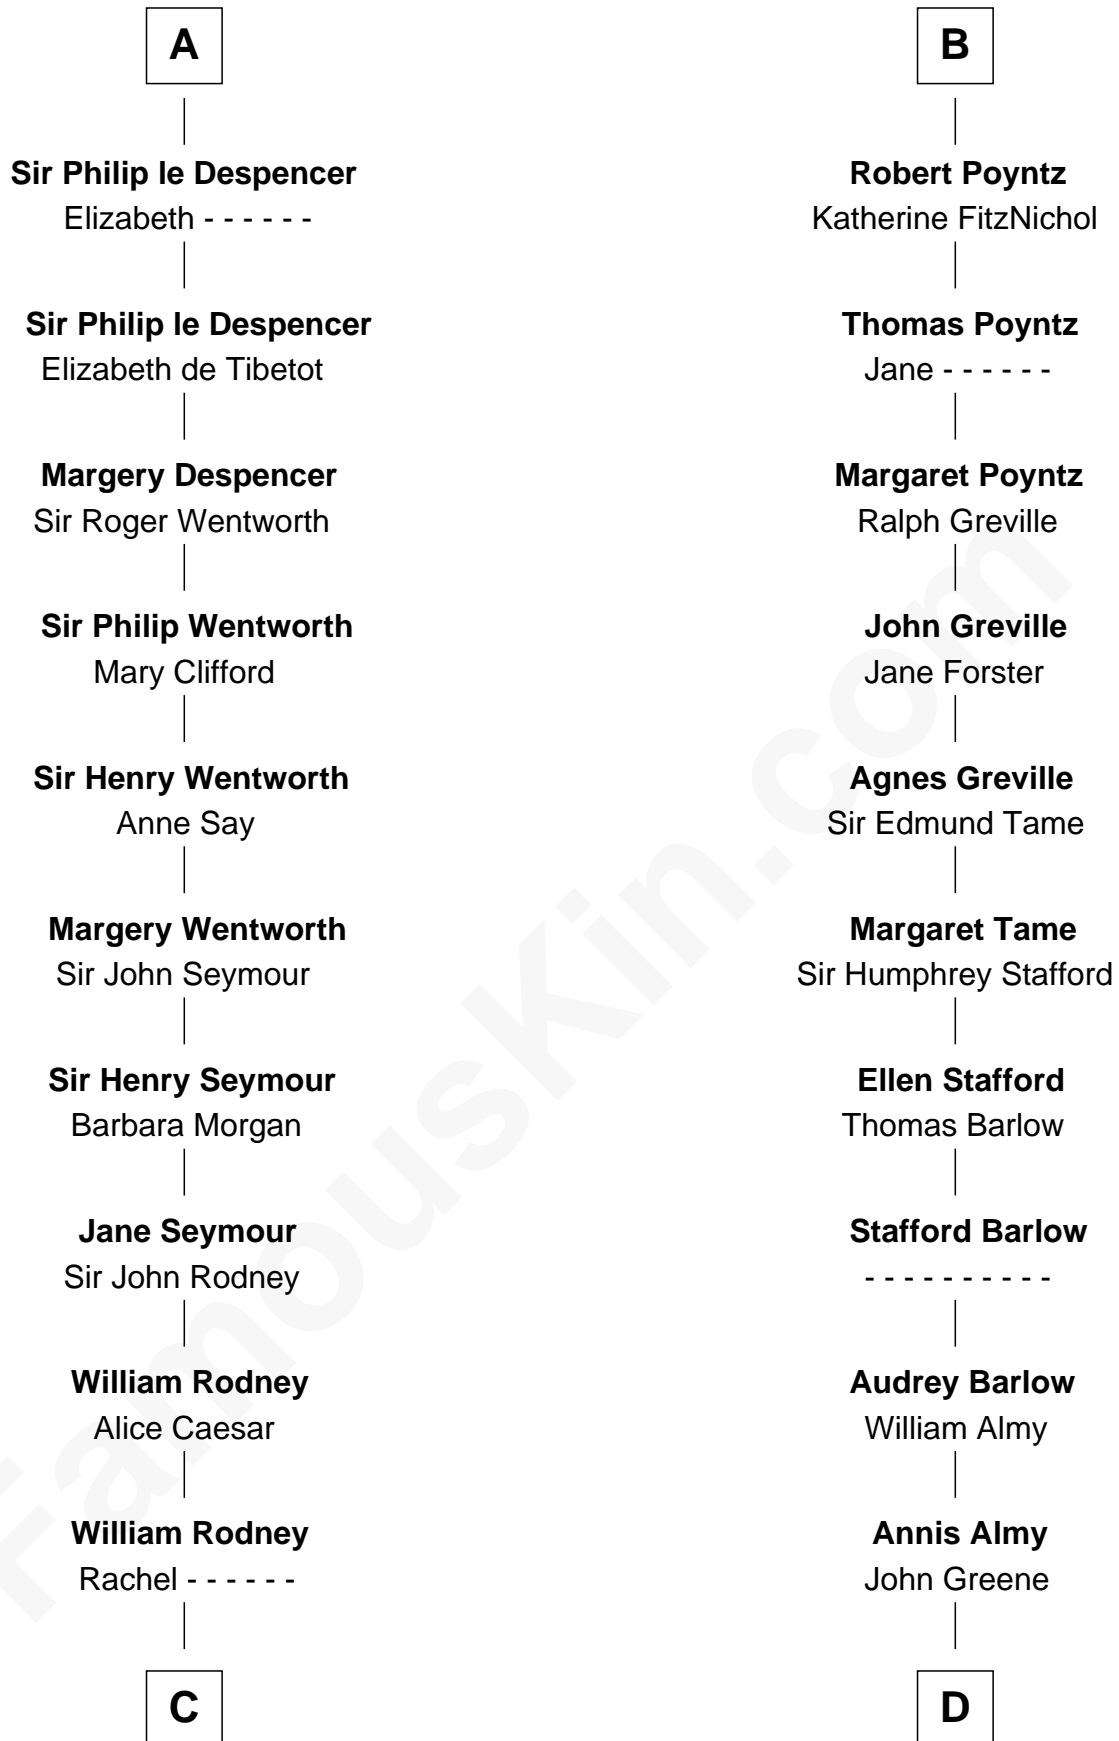 A
Sir Philip le Despencer
Elizabeth - - - - - -
Sir Philip le Despencer
Elizabeth de Tibetot
Margery Despencer
Sir Roger Wentworth
Sir Philip Wentworth
Mary Clifford
Sir Henry Wentworth
Anne Say
Margery Wentworth
Sir John Seymour
Sir Henry Seymour
Barbara Morgan
Jane Seymour
Sir John Rodney
William Rodney
Alice Caesar
William Rodney
Rachel - - - - - -
C
B
Robert Poyntz
Katherine FitzNichol
Thomas Poyntz
Jane - - - - - -
Margaret Poyntz
Ralph Greville
John Greville
Jane Forster
Agnes Greville
Sir Edmund Tame
Margaret Tame
Sir Humphrey Stafford
Ellen Stafford
Thomas Barlow
Stafford Barlow
- - - - - - - - - -
Audrey Barlow
William Almy
Annis Almy
John Greene
D
FamousKin.com